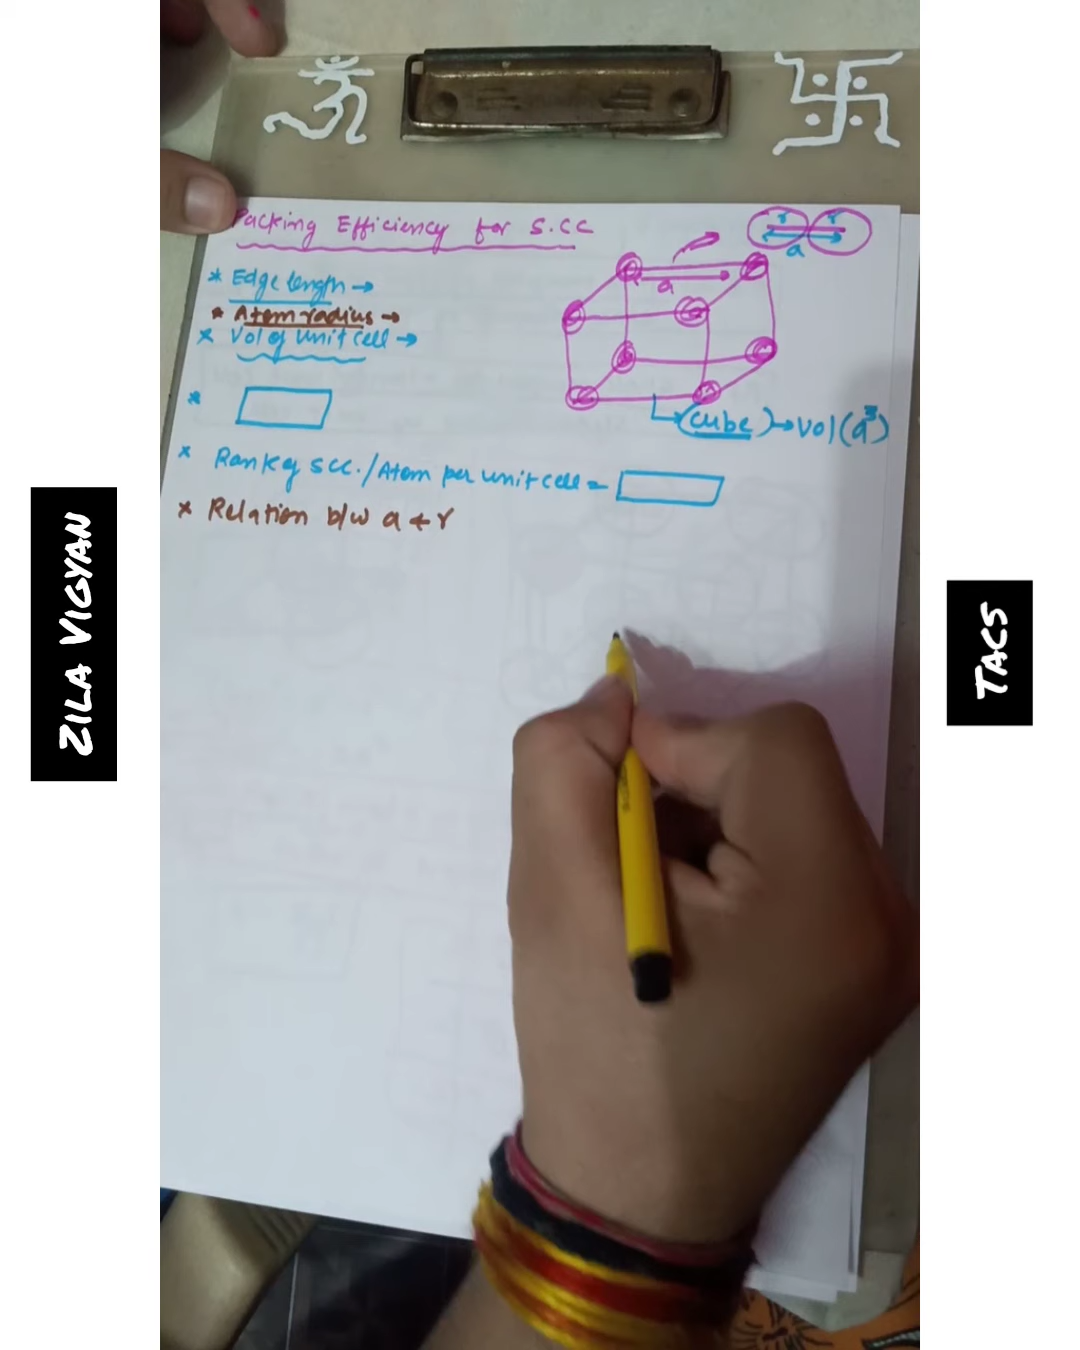 ॐ
Packing Efficiency for S.CC
r r
a
* Edge length →
a
* Atom radius →
* Vol of Unit cell →
*
(cube) → vol (a³)
* Rank of SCC. / Atom per unit cell =
* Relation b/w a & r
ZILA VIGYAN
TACS